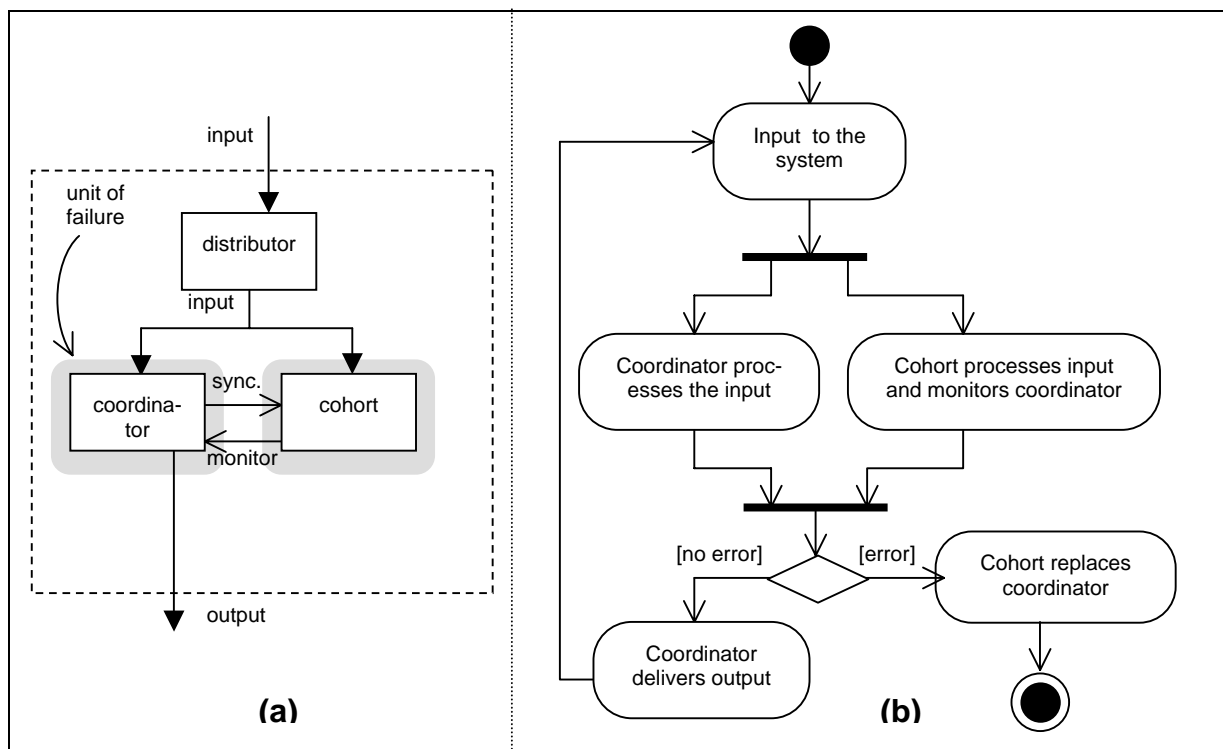 input
unit of
failure
distributor
input
sync.
coordina-
tor
cohort
monitor
output
(a)
Input to the
system
Coordinator proc-
esses the input
Cohort processes input
and monitors coordinator
[no error]
[error]
Cohort replaces
coordinator
Coordinator
delivers output
(b)